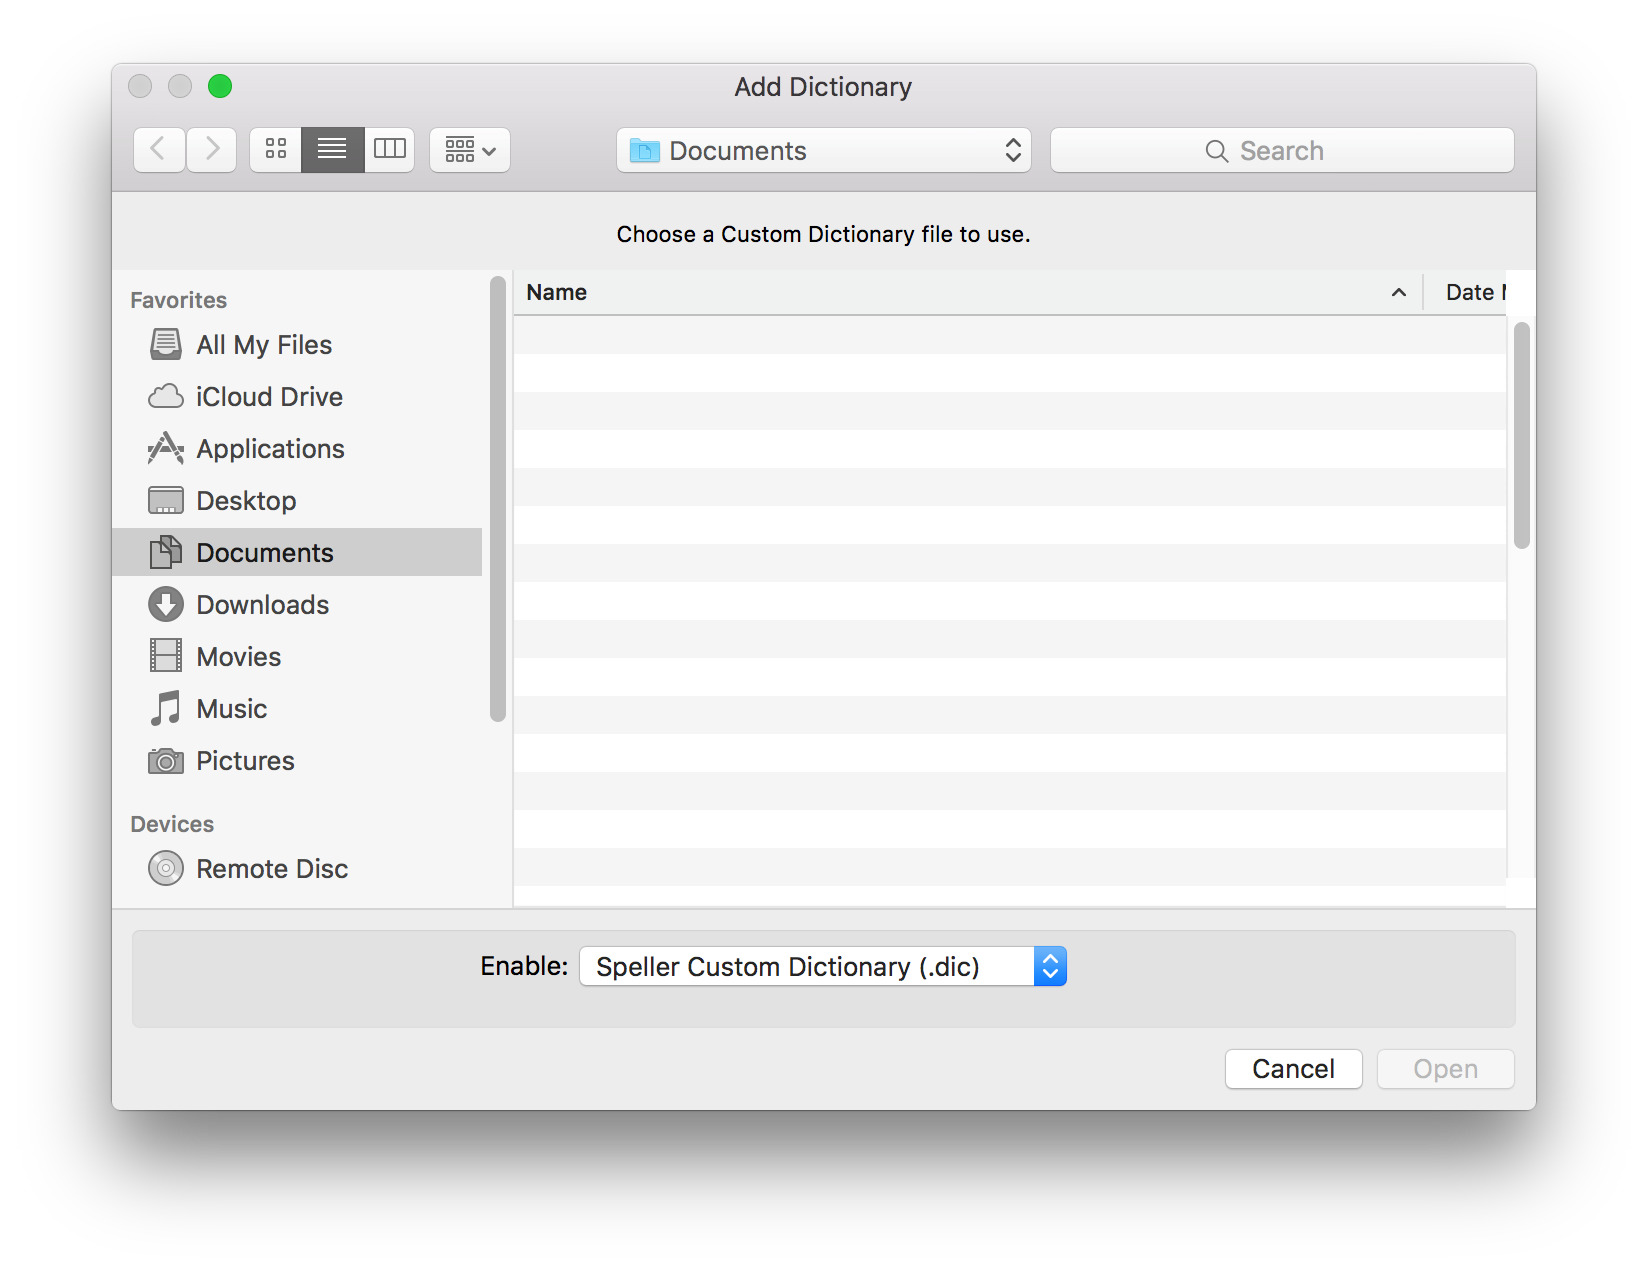 Add Dictionary
Documents
Search
Choose a Custom Dictionary file to use.
Favorites
All My Files
iCloud Drive
Applications
Desktop
Documents
Downloads
Movies
Music
Pictures
Devices
Remote Disc
Name
Date
Enable: Speller Custom Dictionary (.dic)
Cancel
Open